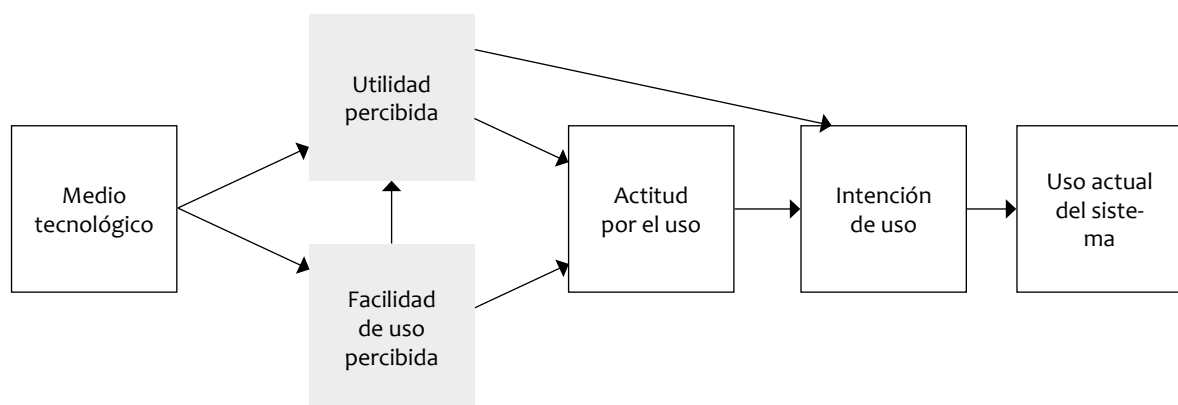 Utilidad
percibida
Medio
tecnológico
Facilidad
de uso
percibida
Actitud
por el uso
Intención
de uso
Uso actual
del siste-
ma